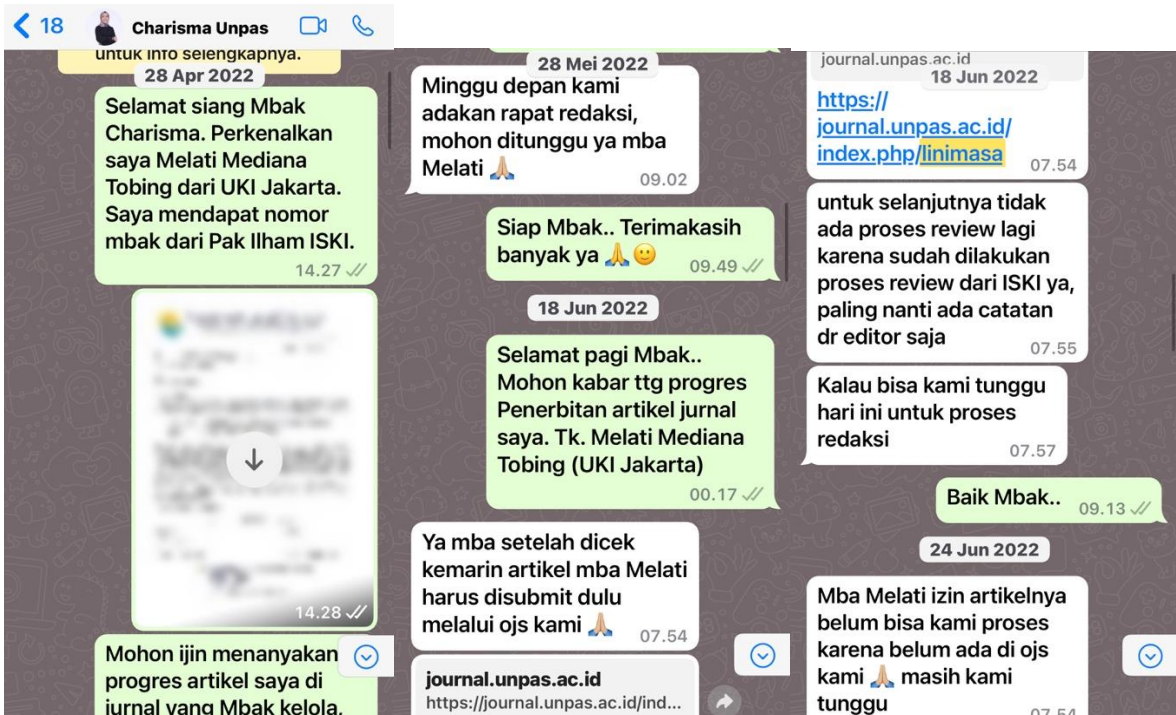 18
Charisma Unpas
untuk info selengkapnya.
28 Apr 2022
Selamat siang Mbak
Charisma. Perkenalkan
saya Melati Mediana
Tobing dari UKI Jakarta.
Saya mendapat nomor
mbak dari Pak Ilham ISKI.
14.27
14.28
Mohon ijin menanyakan
progres artikel saya di
jurnal yang Mbak kelola,
28 Mei 2022
Minggu depan kami
adakan rapat redaksi,
mohon ditunggu ya mba
Melati 🙏🏼
09.02
Siap Mbak.. Terimakasih
banyak ya 🙏🙂
09.49
18 Jun 2022
Selamat pagi Mbak..
Mohon kabar ttg progres
Penerbitan artikel jurnal
saya. Tk. Melati Mediana
Tobing (UKI Jakarta)
00.17
Ya mba setelah dicek
kemarin artikel mba Melati
harus disubmit dulu
melalui ojs kami 🙏🏼
07.54
journal.unpas.ac.id
https://journal.unpas.ac.id/ind...
journal.unpas.ac.id
18 Jun 2022
https://
journal.unpas.ac.id/
index.php/linimasa
07.54
untuk selanjutnya tidak
ada proses review lagi
karena sudah dilakukan
proses review dari ISKI ya,
paling nanti ada catatan
dr editor saja
07.55
Kalau bisa kami tunggu
hari ini untuk proses
redaksi
07.57
Baik Mbak..
09.13
24 Jun 2022
Mba Melati izin artikelnya
belum bisa kami proses
karena belum ada di ojs
kami 🙏🏼 masih kami
tunggu
07.54